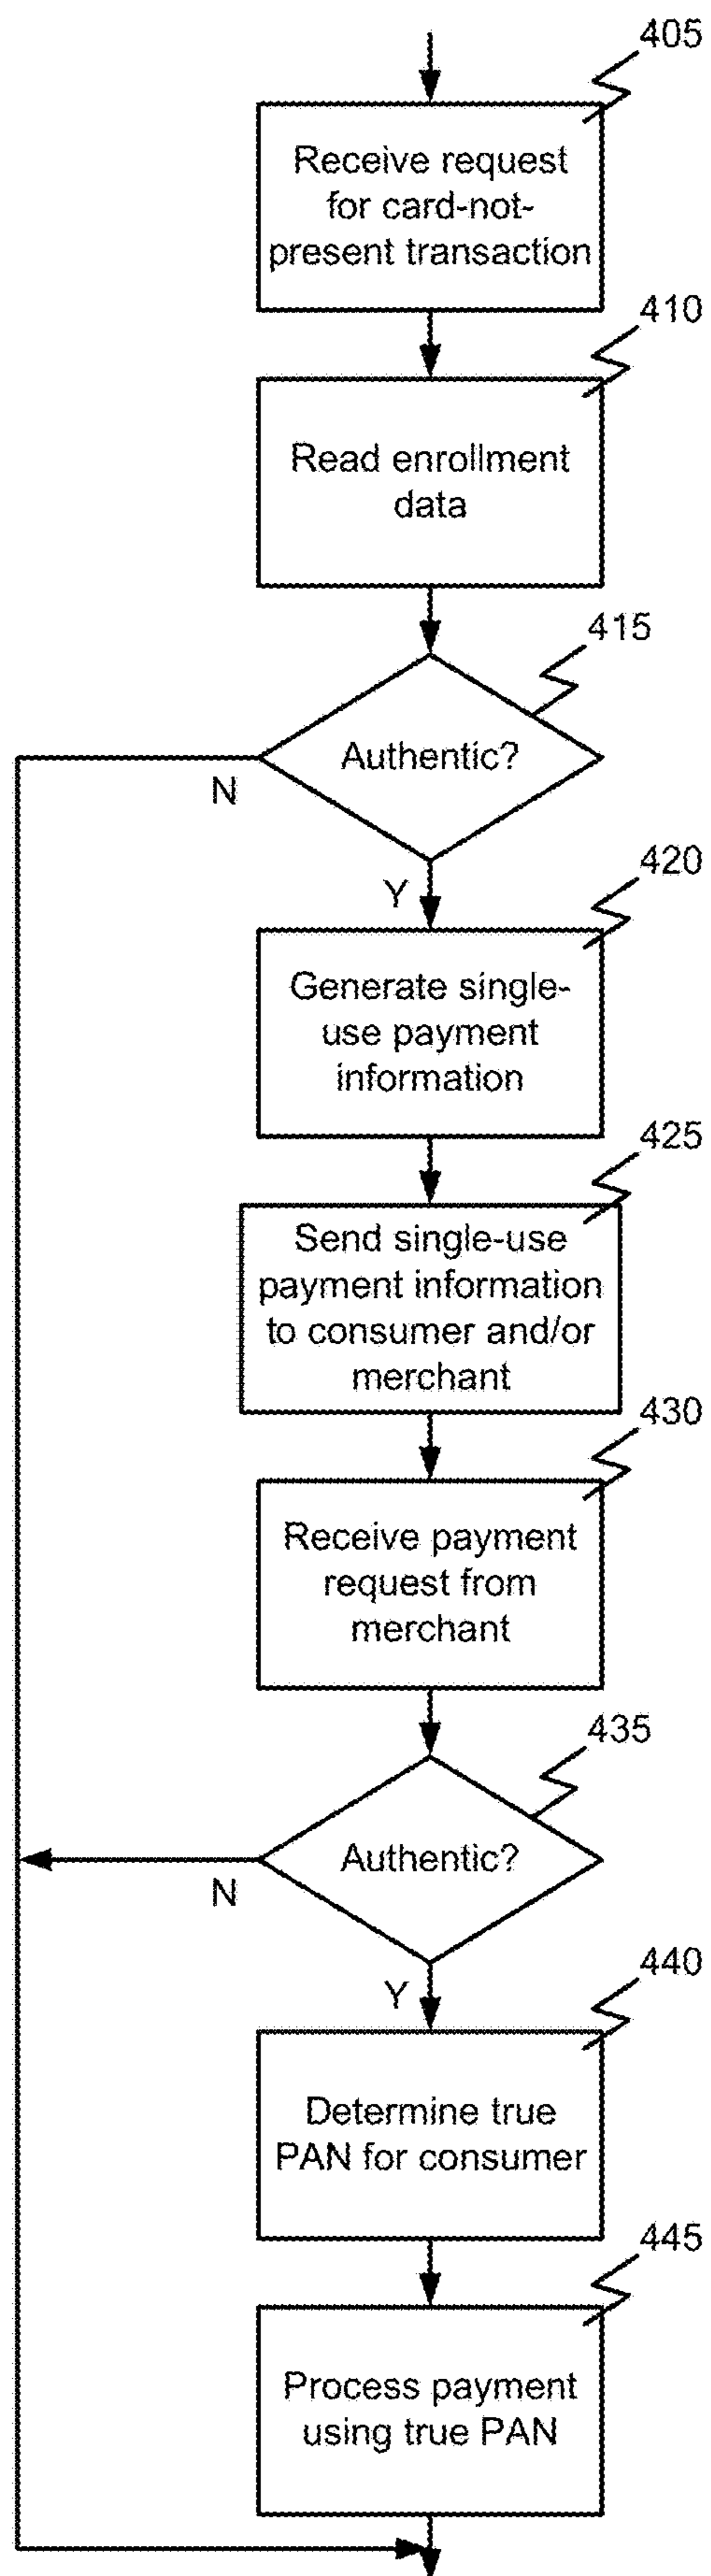 405
Receive request
for card-not-
present transaction
410
Read enrollment
data
415
Authentic?
N
Y
420
Generate single-
use payment
information
425
Send single-use
payment information
to consumer and/or
merchant
430
Receive payment
request from
merchant
435
Authentic?
N
Y
440
Determine true
PAN for consumer
445
Process payment
using true PAN